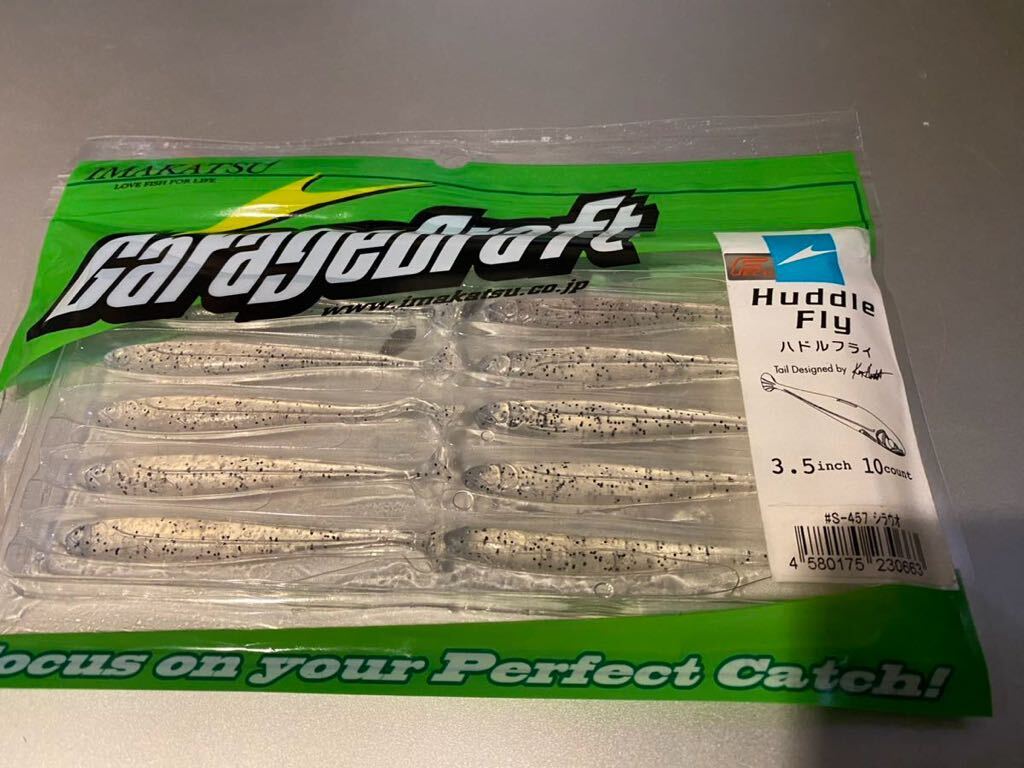 IMAKATSU
LOVE FISH FOR LIFE
GarageCraft
www.imakatsu.co.jp
Huddle
Fly
ハドルフライ
Tail Designed by
3.5inch 10count
#S-457 シラウオ
4 580175 230663
focus on your Perfect Catch!